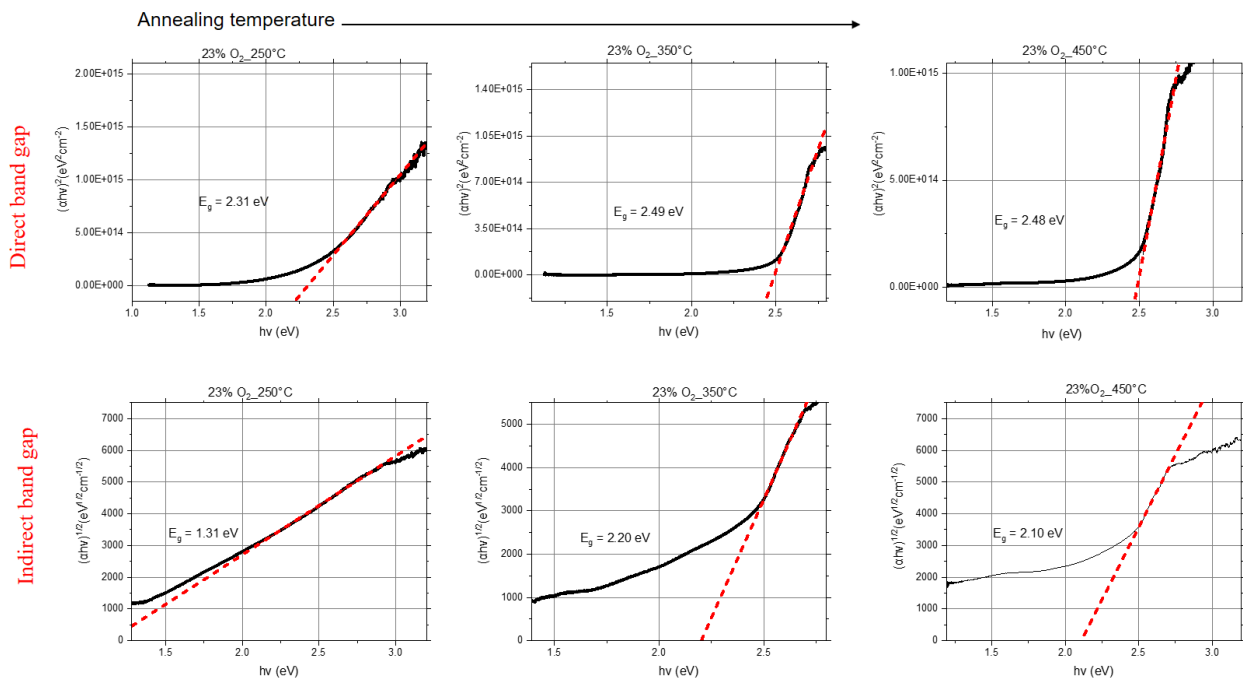 Annealing temperature
Direct band gap
23% O₂_250°C
(αhν)²(eV²cm⁻²)
2.00E+015
1.50E+015
1.00E+015
5.00E+014
0.00E+000
E_g = 2.31 eV
1.0 1.5 2.0 2.5 3.0
hν (eV)
23% O₂_350°C
(αhν)²(eV²cm⁻²)
1.40E+015
1.05E+015
7.00E+014
3.50E+014
0.00E+000
E_g = 2.49 eV
1.5 2.0 2.5
hν (eV)
23% O₂_450°C
(αhν)²(eV²cm⁻²)
1.00E+015
5.00E+014
0.00E+000
E_g = 2.48 eV
1.5 2.0 2.5 3.0
hν (eV)
Indirect band gap
23% O₂_250°C
(αhν)¹/²(eV¹/²cm⁻¹/²)
7000
6000
5000
4000
3000
2000
1000
0
E_g = 1.31 eV
1.5 2.0 2.5 3.0
hν (eV)
23% O₂_350°C
(αhν)¹/²(eV¹/²cm⁻¹/²)
5000
4000
3000
2000
1000
0
E_g = 2.20 eV
1.5 2.0 2.5
hν (eV)
23%O₂_450°C
(αhν)¹/²(eV¹/²cm⁻¹/²)
7000
6000
5000
4000
3000
2000
1000
0
E_g = 2.10 eV
1.5 2.0 2.5 3.0
hν (eV)